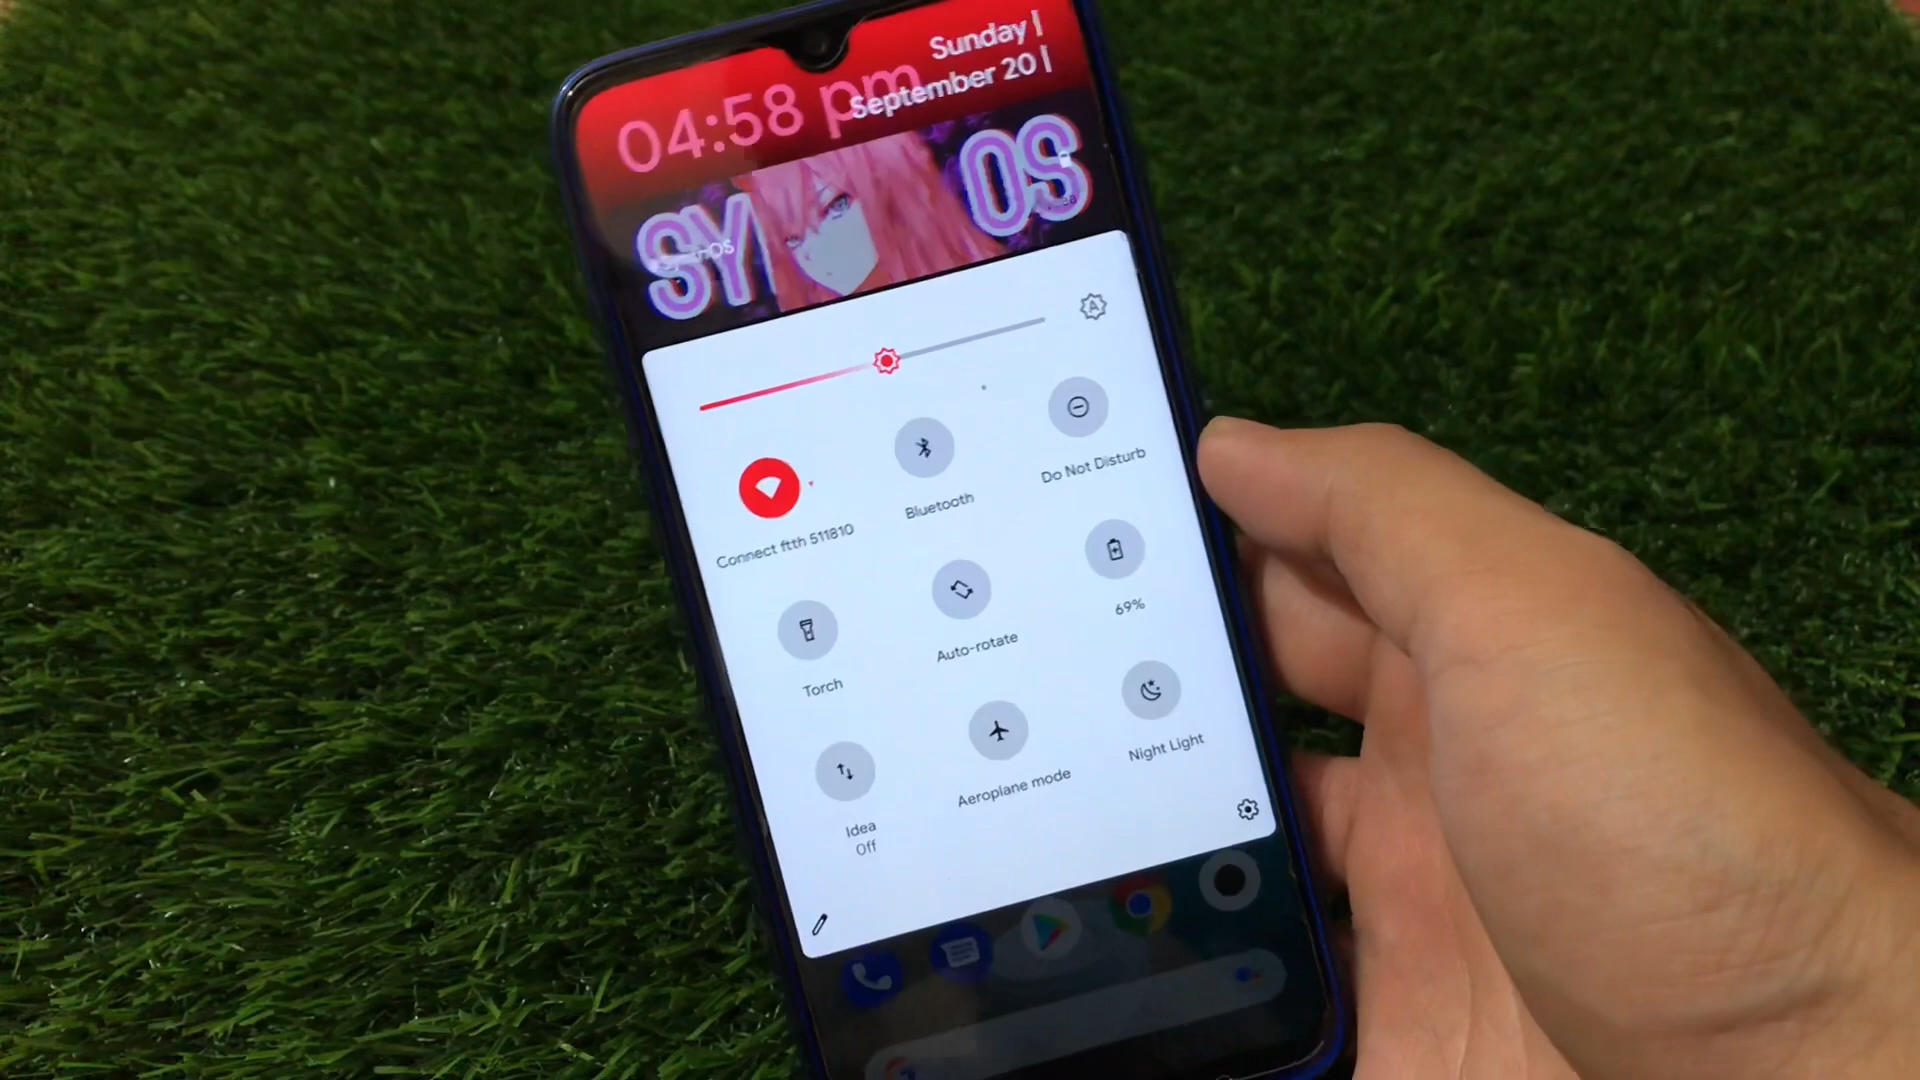 Sunday |
September 20 |
04:58 pm
SY
OS
Connect ftth 511810
Bluetooth
Do Not Disturb
Torch
Auto-rotate
69%
Idea
Off
Aeroplane mode
Night Light